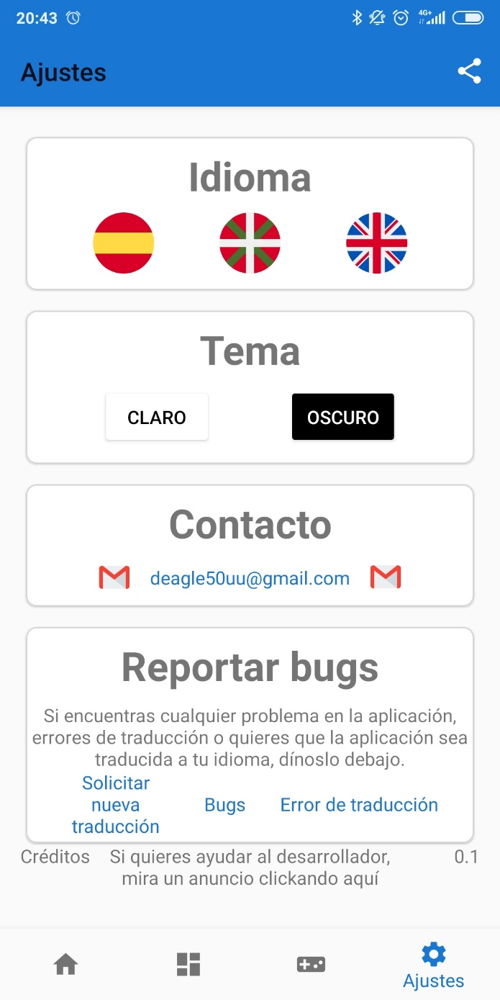 20:43
4G+
Ajustes
Idioma
Tema
CLARO OSCURO
Contacto
deagle50uu@gmail.com
Reportar bugs
Si encuentras cualquier problema en la aplicación,
errores de traducción o quieres que la aplicación sea
traducida a tu idioma, dínoslo debajo.
Solicitar
nueva
traducción
Bugs
Error de traducción
Créditos
Si quieres ayudar al desarrollador,
mira un anuncio clickando aquí
0.1
Ajustes